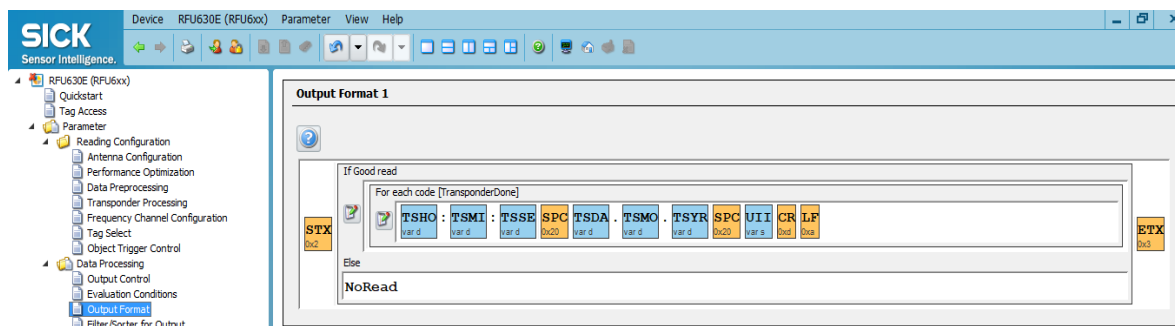 SICK
Sensor Intelligence.
Device RFU630E (RFU6xx) Parameter View Help
RFU630E (RFU6xx)
Quickstart
Tag Access
Parameter
Reading Configuration
Antenna Configuration
Performance Optimization
Data Preprocessing
Transponder Processing
Frequency Channel Configuration
Tag Select
Object Trigger Control
Data Processing
Output Control
Evaluation Conditions
Output Format
Filter/Sorter for Output
Output Format 1
If Good read
For each code [TransponderDone]
TSHO : TSMI : TSSE SPC TSDA . TSMO . TSYR SPC UII CR LF
var d var d var d 0x20 var d var d var d 0x20 var s 0xd 0xa
STX
0x2
ETX
0x3
Else
NoRead